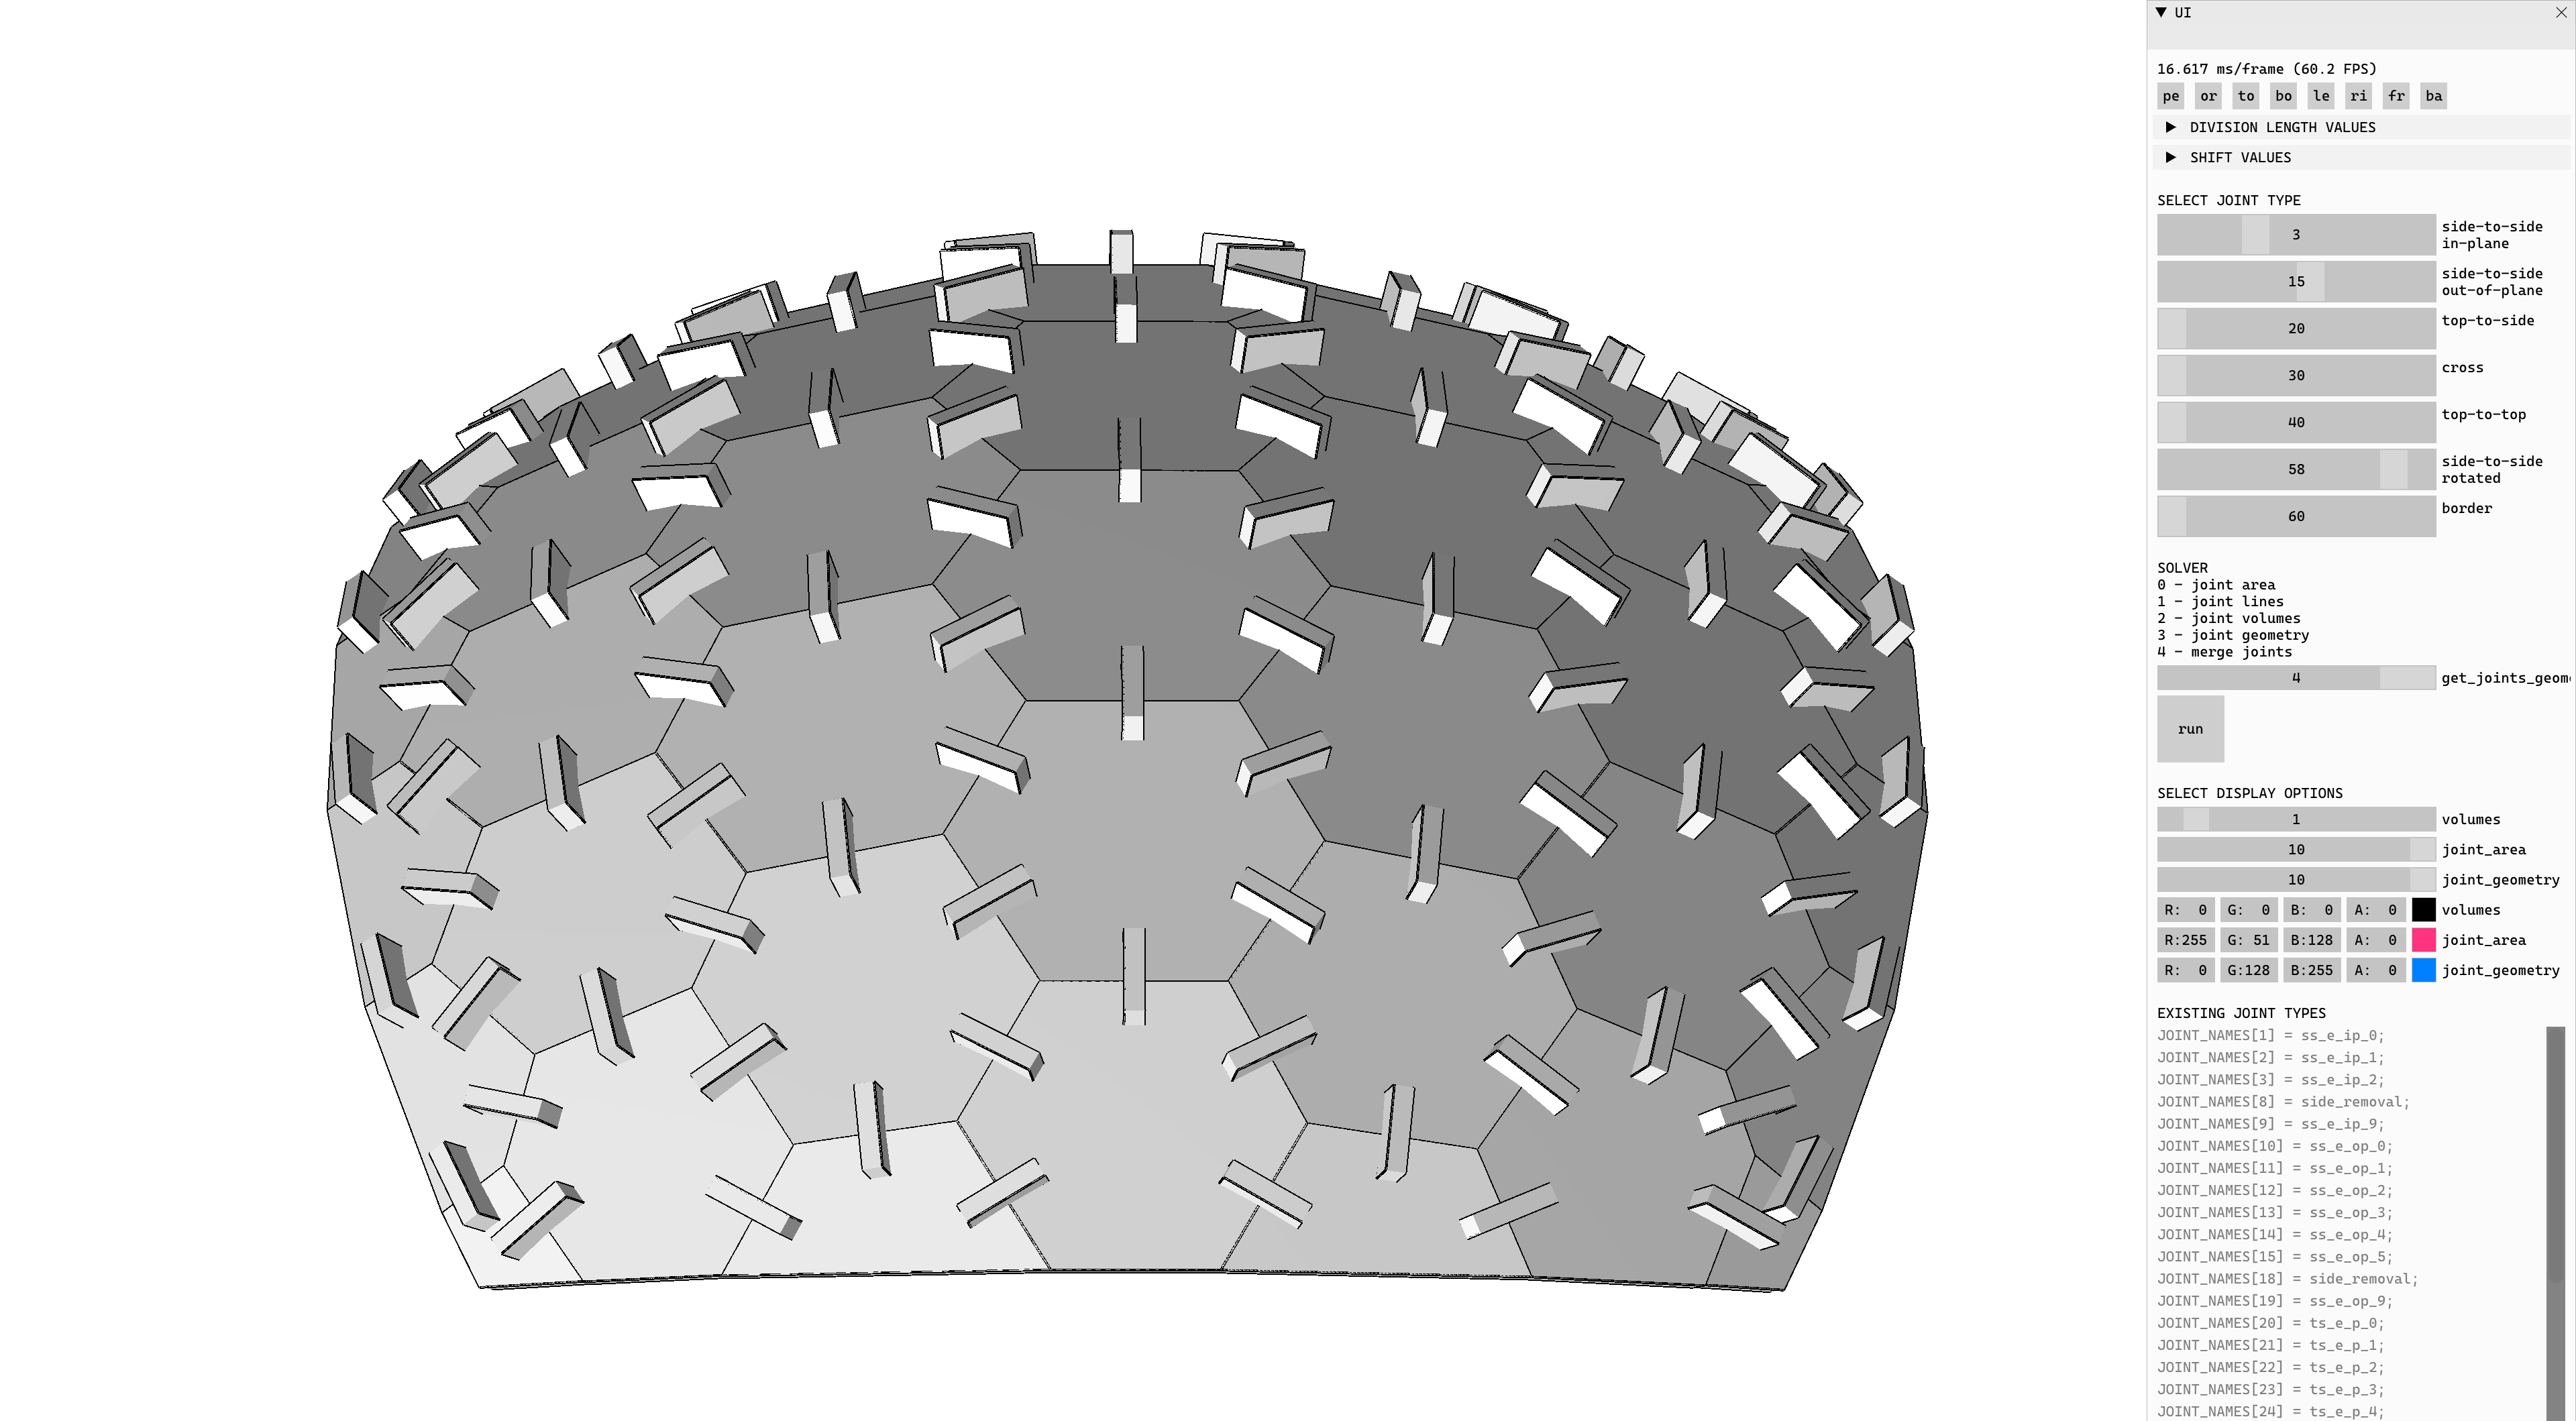 UI
16.617 ms/frame (60.2 FPS)
pe or to bo le ri fr ba
DIVISION LENGTH VALUES
SHIFT VALUES
SELECT JOINT TYPE
3 side-to-side
in-plane
15 side-to-side
out-of-plane
20 top-to-side
30 cross
40 top-to-top
58 side-to-side
rotated
60 border
SOLVER
0 - joint area
1 - joint lines
2 - joint volumes
3 - joint geometry
4 - merge joints
4 get_joints_geom
run
SELECT DISPLAY OPTIONS
1 volumes
10 joint_area
10 joint_geometry
R: 0 G: 0 B: 0 A: 0 volumes
R:255 G: 51 B:128 A: 0 joint_area
R: 0 G:128 B:255 A: 0 joint_geometry
EXISTING JOINT TYPES
JOINT_NAMES[1] = ss_e_ip_0;
JOINT_NAMES[2] = ss_e_ip_1;
JOINT_NAMES[3] = ss_e_ip_2;
JOINT_NAMES[8] = side_removal;
JOINT_NAMES[9] = ss_e_ip_9;
JOINT_NAMES[10] = ss_e_op_0;
JOINT_NAMES[11] = ss_e_op_1;
JOINT_NAMES[12] = ss_e_op_2;
JOINT_NAMES[13] = ss_e_op_3;
JOINT_NAMES[14] = ss_e_op_4;
JOINT_NAMES[15] = ss_e_op_5;
JOINT_NAMES[18] = side_removal;
JOINT_NAMES[19] = ss_e_op_9;
JOINT_NAMES[20] = ts_e_p_0;
JOINT_NAMES[21] = ts_e_p_1;
JOINT_NAMES[22] = ts_e_p_2;
JOINT_NAMES[23] = ts_e_p_3;
JOINT_NAMES[24] = ts_e_p_4;